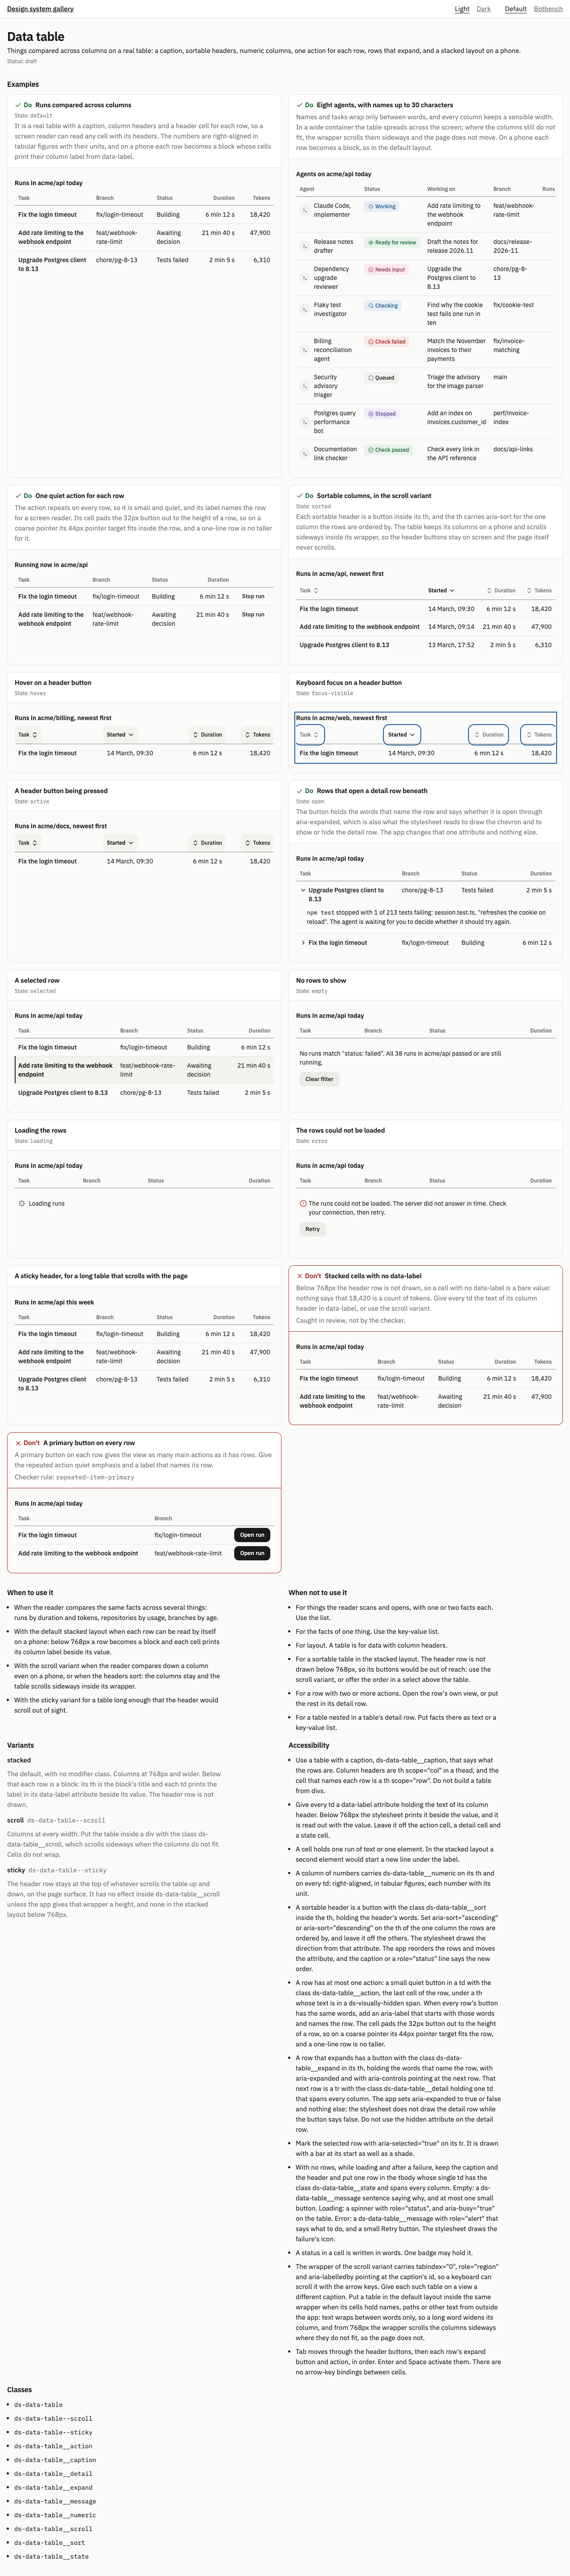 Design system gallery
Light Dark Default Botbench
Data table
Things compared across columns on a real table: a caption, sortable headers, numeric columns, one action for each row, rows that expand, and a stacked layout on a phone.
Status: draft
Examples
Do Runs compared across columns
State: default
It is a real table with a caption, column headers and a header cell for each row, so a
screen reader can read any cell with its headers. The numbers are right-aligned in
tabular figures with their units, and on a phone each row becomes a block whose cells
print their column label from data-label.
Runs in acme/api today
Task Branch Status Duration Tokens
Fix the login timeout fix/login-timeout Building 6 min 12 s 18,420
Add rate limiting to the feat/webhook- Awaiting 21 min 40 s 47,900
webhook endpoint rate-limit decision
Upgrade Postgres client chore/pg-8-13 Tests failed 2 min 5 s 6,310
to 8.13
Do Eight agents, with names up to 30 characters
Names and tasks wrap only between words, and every column keeps a sensible width.
In a wide container the table spreads across the screen; where the columns still do not
fit, the wrapper scrolls them sideways and the page does not move. On a phone each
row becomes a block, as in the default layout.
Agents on acme/api today
Agent Status Working on Branch Runs
Claude Code, Working Add rate limiting to feat/webhook-
implementer the webhook rate-limit
endpoint
Release notes Ready for review Draft the notes for docs/release-
drafter release 2026.11 2026-11
Dependency Needs input Upgrade the chore/pg-8-
upgrade Postgres client to 13
reviewer 8.13
Flaky test Checking Find why the cookie fix/cookie-test
investigator test fails one run in
ten
Billing Check failed Match the November fix/invoice-
reconciliation invoices to their matching
agent payments
Security Queued Triage the advisory main
advisory for the image parser
triager
Postgres query Stopped Add an index on perf/invoice-
performance invoices.customer_id index
bot
Documentation Check passed Check every link in docs/api-links
link checker the API reference
Do One quiet action for each row
The action repeats on every row, so it is small and quiet, and its label names the row
for a screen reader. Its cell pads the 32px button out to the height of a row, so on a
coarse pointer its 44px pointer target fits inside the row, and a one-line row is no taller
for it.
Running now in acme/api
Task Branch Status Duration
Fix the login timeout fix/login-timeout Building 6 min 12 s Stop run
Add rate limiting to the feat/webhook- Awaiting 21 min 40 s Stop run
webhook endpoint rate-limit decision
Do Sortable columns, in the scroll variant
State: sorted
Each sortable header is a button inside its th, and the th carries aria-sort for the one
column the rows are ordered by. The table keeps its columns on a phone and scrolls
sideways inside its wrapper, so the header buttons stay on screen and the page itself
never scrolls.
Runs in acme/api, newest first
Task Started Duration Tokens
Fix the login timeout 14 March, 09:30 6 min 12 s 18,420
Add rate limiting to the webhook endpoint 14 March, 09:14 21 min 40 s 47,900
Upgrade Postgres client to 8.13 13 March, 17:52 2 min 5 s 6,310
Hover on a header button
State: hover
Runs in acme/billing, newest first
Task Started Duration Tokens
Fix the login timeout 14 March, 09:30 6 min 12 s 18,420
Keyboard focus on a header button
State: focus-visible
Runs in acme/web, newest first
Task Started Duration Tokens
Fix the login timeout 14 March, 09:30 6 min 12 s 18,420
A header button being pressed
State: active
Runs in acme/docs, newest first
Task Started Duration Tokens
Fix the login timeout 14 March, 09:30 6 min 12 s 18,420
Do Rows that open a detail row beneath
State: open
The button holds the words that name the row and says whether it is open through
aria-expanded, which is also what the stylesheet reads to draw the chevron and to
show or hide the detail row. The app changes that one attribute and nothing else.
Runs in acme/api today
Task Branch Status Duration
Upgrade Postgres client to chore/pg-8-13 Tests failed 2 min 5 s
8.13
npm test stopped with 1 of 213 tests failing: session.test.ts, "refreshes the cookie on
reload". The agent is waiting for you to decide whether it should try again.
Fix the login timeout fix/login-timeout Building 6 min 12 s
A selected row
State: selected
Runs in acme/api today
Task Branch Status Duration
Fix the login timeout fix/login-timeout Building 6 min 12 s
Add rate limiting to the webhook feat/webhook-rate- Awaiting 21 min 40 s
endpoint limit decision
Upgrade Postgres client to 8.13 chore/pg-8-13 Tests failed 2 min 5 s
No rows to show
State: empty
Runs in acme/api today
Task Branch Status Duration
No runs match "status: failed". All 38 runs in acme/api passed or are still
running.
Clear filter
Loading the rows
State: loading
Runs in acme/api today
Task Branch Status Duration
Loading runs
The rows could not be loaded
State: error
Runs in acme/api today
Task Branch Status Duration
The runs could not be loaded. The server did not answer in time. Check
your connection, then retry.
Retry
A sticky header, for a long table that scrolls with the page
Runs in acme/api this week
Task Branch Status Duration Tokens
Fix the login timeout fix/login-timeout Building 6 min 12 s 18,420
Add rate limiting to the feat/webhook- Awaiting 21 min 40 s 47,900
webhook endpoint rate-limit decision
Upgrade Postgres client chore/pg-8-13 Tests failed 2 min 5 s 6,310
to 8.13
Don't Stacked cells with no data-label
Below 768px the header row is not drawn, so a cell with no data-label is a bare value:
nothing says that 18,420 is a count of tokens. Give every td the text of its column
header in data-label, or use the scroll variant.
Caught in review, not by the checker.
Runs in acme/api today
Task Branch Status Duration Tokens
Fix the login timeout fix/login-timeout Building 6 min 12 s 18,420
Add rate limiting to the feat/webhook- Awaiting 21 min 40 s 47,900
webhook endpoint rate-limit decision
Don't A primary button on every row
A primary button on each row gives the view as many main actions as it has rows. Give
the repeated action quiet emphasis and a label that names its row.
Checker rule: repeated-item-primary
Runs in acme/api today
Task Branch
Fix the login timeout fix/login-timeout Open run
Add rate limiting to the webhook endpoint feat/webhook-rate-limit Open run
When to use it
When the reader compares the same facts across several things:
runs by duration and tokens, repositories by usage, branches by age.
With the default stacked layout when each row can be read by itself
on a phone: below 768px a row becomes a block and each cell prints
its column label beside its value.
With the scroll variant when the reader compares down a column
even on a phone, or when the headers sort: the columns stay and the
table scrolls sideways inside its wrapper.
With the sticky variant for a table long enough that the header would
scroll out of sight.
When not to use it
For things the reader scans and opens, with one or two facts each.
Use the list.
For the facts of one thing. Use the key-value list.
For layout. A table is for data with column headers.
For a sortable table in the stacked layout. The header row is not
drawn below 768px, so its buttons would be out of reach: use the
scroll variant, or offer the order in a select above the table.
For a row with two or more actions. Open the row's own view, or put
the rest in its detail row.
For a table nested in a table's detail row. Put facts there as text or a
key-value list.
Variants
stacked
The default, with no modifier class. Columns at 768px and wider. Below
that each row is a block: its th is the block's title and each td prints the
label in its data-label attribute beside its value. The header row is not
drawn.
scroll ds-data-table--scroll
Columns at every width. Put the table inside a div with the class ds-
data-table__scroll, which scrolls sideways when the columns do not fit.
Cells do not wrap.
sticky ds-data-table--sticky
The header row stays at the top of whatever scrolls the table up and
down, on the page surface. It has no effect inside ds-data-table__scroll
unless the app gives that wrapper a height, and none in the stacked
layout below 768px.
Accessibility
Use a table with a caption, ds-data-table__caption, that says what
the rows are. Column headers are th scope="col" in a thead, and the
cell that names each row is a th scope="row". Do not build a table
from divs.
Give every td a data-label attribute holding the text of its column
header. Below 768px the stylesheet prints it beside the value, and it
is read out with the value. Leave it off the action cell, a detail cell and
a state cell.
A cell holds one run of text or one element. In the stacked layout a
second element would start a new line under the label.
A column of numbers carries ds-data-table__numeric on its th and
on every td: right-aligned, in tabular figures, each number with its
unit.
A sortable header is a button with the class ds-data-table__sort
inside the th, holding the header's words. Set aria-sort="ascending"
or aria-sort="descending" on the th of the one column the rows are
ordered by, and leave it off the others. The stylesheet draws the
direction from that attribute. The app reorders the rows and moves
the attribute, and the caption or a role="status" line says the new
order.
A row has at most one action: a small quiet button in a td with the
class ds-data-table__action, the last cell of the row, under a th
whose text is in a ds-visually-hidden span. When every row's button
has the same words, add an aria-label that starts with those words
and names the row. The cell pads the 32px button out to the height
of a row, so on a coarse pointer its 44px pointer target fits the row,
and a one-line row is no taller.
A row that expands has a button with the class ds-data-
table__expand in its th, holding the words that name the row, with
aria-expanded and with aria-controls pointing at the next row. That
next row is a tr with the class ds-data-table__detail holding one td
that spans every column. The app sets aria-expanded to true or false
and nothing else: the stylesheet does not draw the detail row while
the button says false. Do not use the hidden attribute on the detail
row.
Mark the selected row with aria-selected="true" on its tr. It is drawn
with a bar at its start as well as a shade.
With no rows, while loading and after a failure, keep the caption and
the header and put one row in the tbody whose single td has the
class ds-data-table__state and spans every column. Empty: a ds-
data-table__message sentence saying why, and at most one small
button. Loading: a spinner with role="status", and aria-busy="true"
on the table. Error: a ds-data-table__message with role="alert" that
says what to do, and a small Retry button. The stylesheet draws the
failure's icon.
A status in a cell is written in words. One badge may hold it.
The wrapper of the scroll variant carries tabindex="0", role="region"
and aria-labelledby pointing at the caption's id, so a keyboard can
scroll it with the arrow keys. Give each such table on a view a
different caption. Put a table in the default layout inside the same
wrapper when its cells hold names, paths or other text from outside
the app: text wraps between words only, so a long word widens its
column, and from 768px the wrapper scrolls the columns sideways
where they do not fit, so the page does not.
Tab moves through the header buttons, then each row's expand
button and action, in order. Enter and Space activate them. There are
no arrow-key bindings between cells.
Classes
ds-data-table
ds-data-table--scroll
ds-data-table--sticky
ds-data-table__action
ds-data-table__caption
ds-data-table__detail
ds-data-table__expand
ds-data-table__message
ds-data-table__numeric
ds-data-table__scroll
ds-data-table__sort
ds-data-table__state